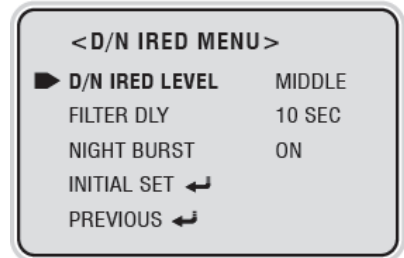 <D/N IRED MENU>
D/N IRED LEVEL MIDDLE
FILTER DLY 10 SEC
NIGHT BURST ON
INITIAL SET ↵
PREVIOUS ↵